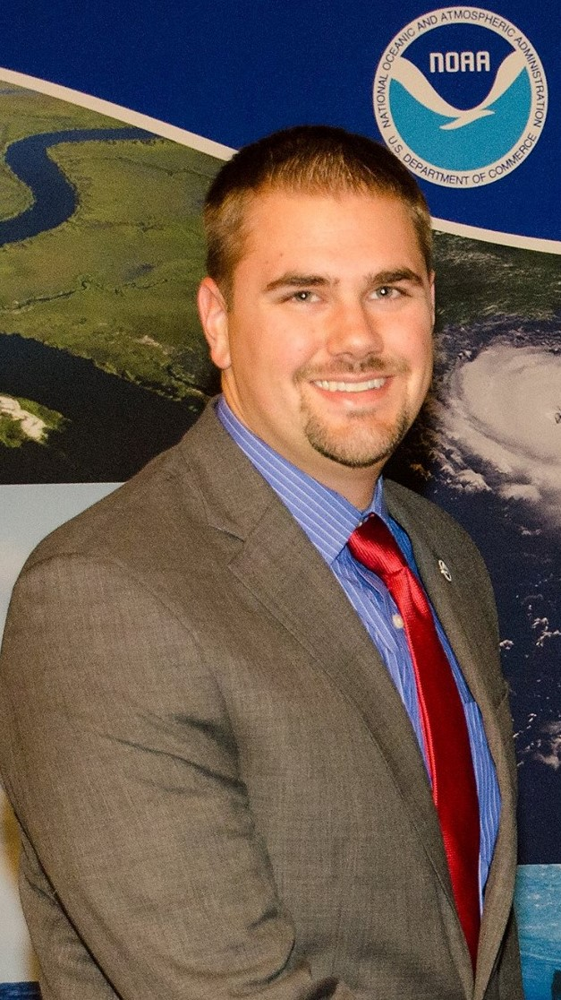 NATIONAL OCEANIC AND ATMOSPHERIC ADMINISTRATION
NOAA
U.S. DEPARTMENT OF COMMERCE